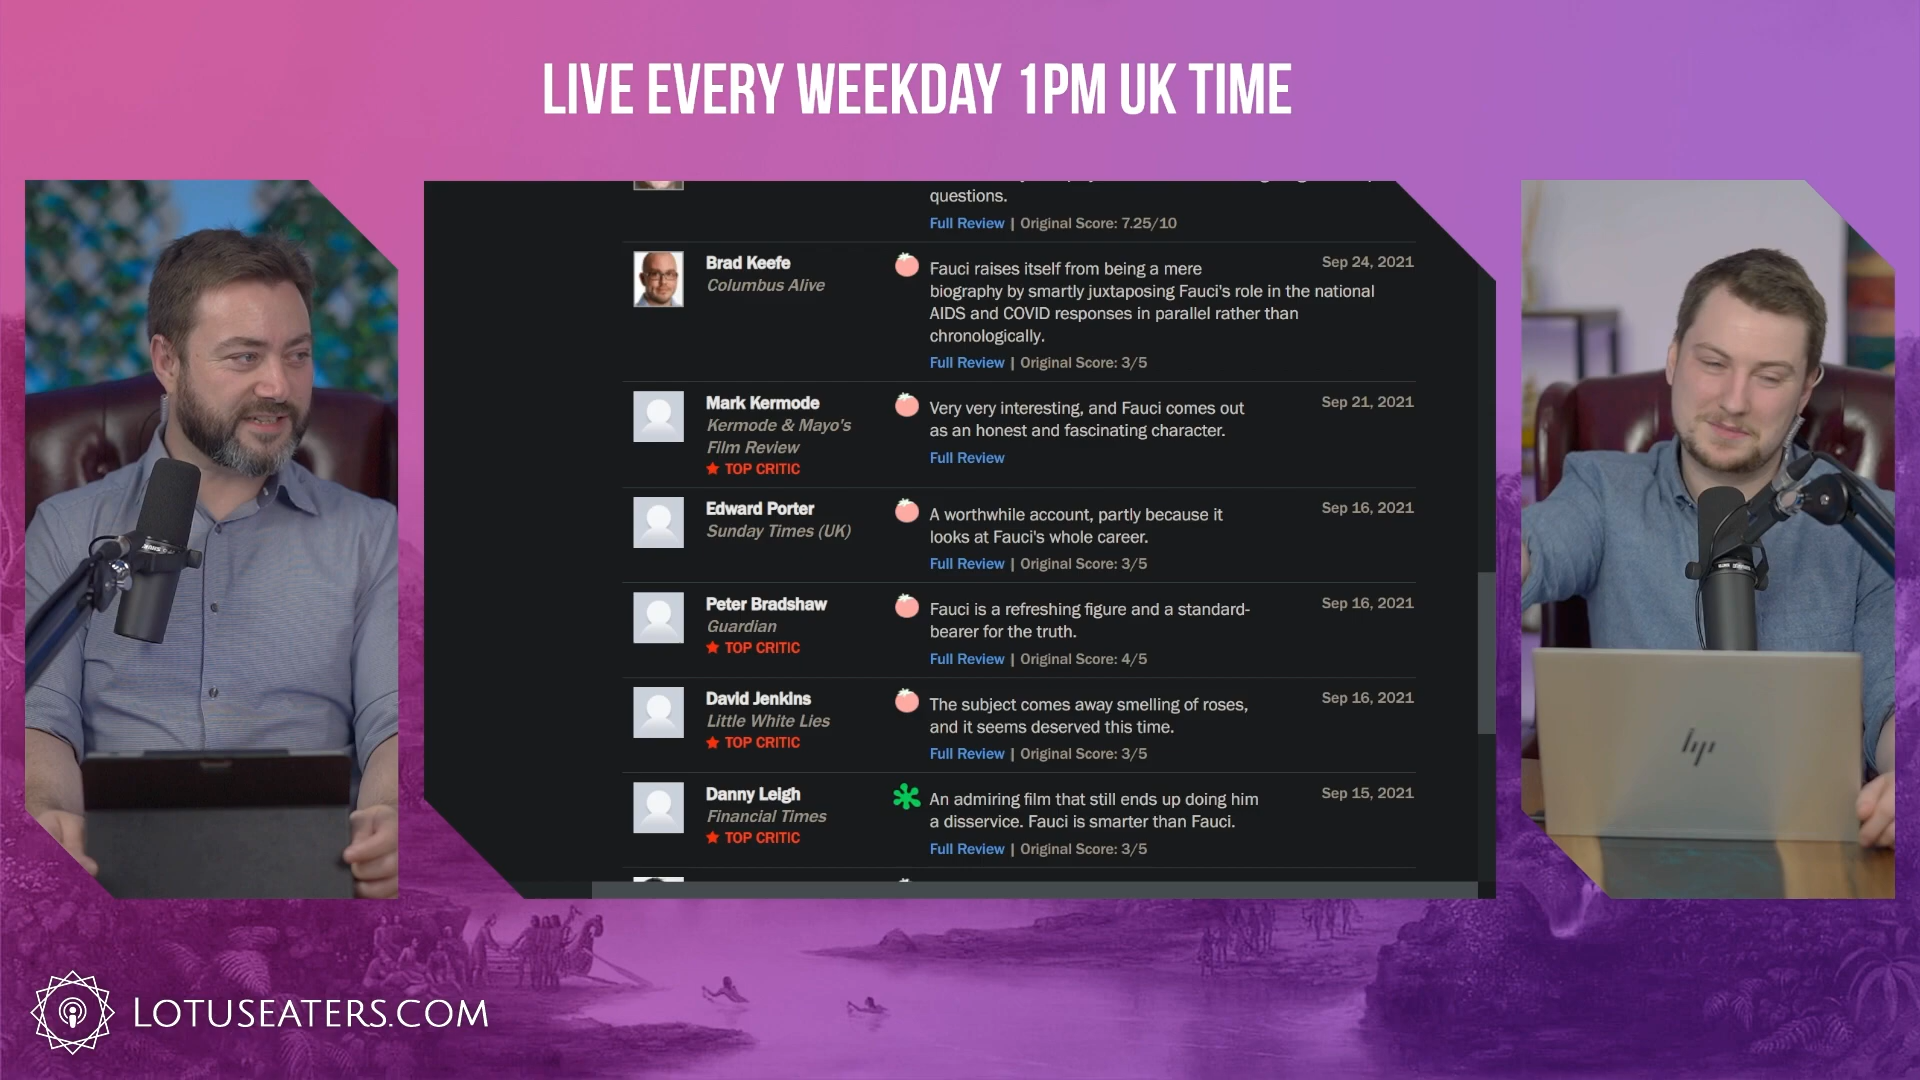 LIVE EVERY WEEKDAY 1PM UK TIME
questions.
Full Review | Original Score: 7.25/10
Brad Keefe
Columbus Alive
Fauci raises itself from being a mere
biography by smartly juxtaposing Fauci's role in the national
AIDS and COVID responses in parallel rather than
chronologically.
Sep 24, 2021
Full Review | Original Score: 3/5
Mark Kermode
Kermode & Mayo's
Film Review
TOP CRITIC
Very very interesting, and Fauci comes out
as an honest and fascinating character.
Sep 21, 2021
Full Review
Edward Porter
Sunday Times (UK)
A worthwhile account, partly because it
looks at Fauci's whole career.
Sep 16, 2021
Full Review | Original Score: 3/5
Peter Bradshaw
Guardian
TOP CRITIC
Fauci is a refreshing figure and a standard-
bearer for the truth.
Sep 16, 2021
Full Review | Original Score: 4/5
David Jenkins
Little White Lies
TOP CRITIC
The subject comes away smelling of roses,
and it seems deserved this time.
Sep 16, 2021
Full Review | Original Score: 3/5
Danny Leigh
Financial Times
TOP CRITIC
An admiring film that still ends up doing him
a disservice. Fauci is smarter than Fauci.
Sep 15, 2021
Full Review | Original Score: 3/5
hp
LOTUSEATERS.COM